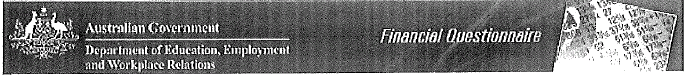 Australian Government
Department of Education, Employment
and Workplace Relations
Financial Questionnaire